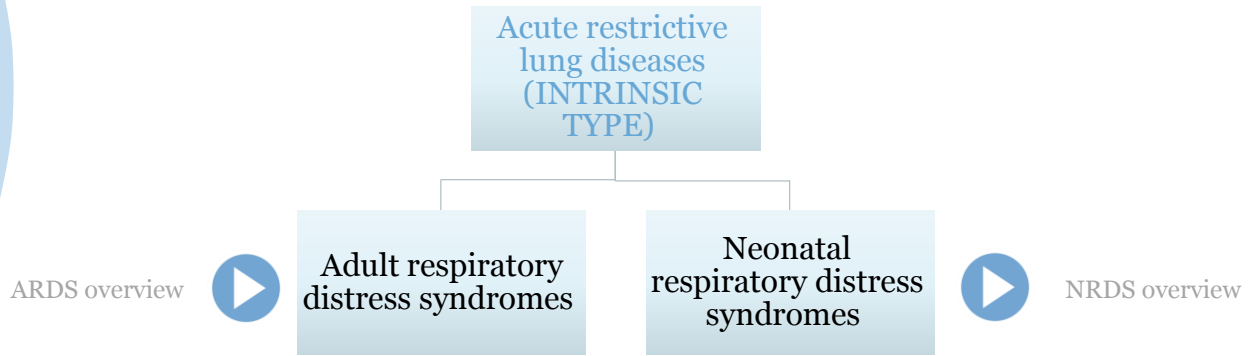 Acute restrictive
lung diseases
(INTRINSIC
TYPE)
ARDS overview
Adult respiratory
distress syndromes
Neonatal
respiratory distress
syndromes
NRDS overview